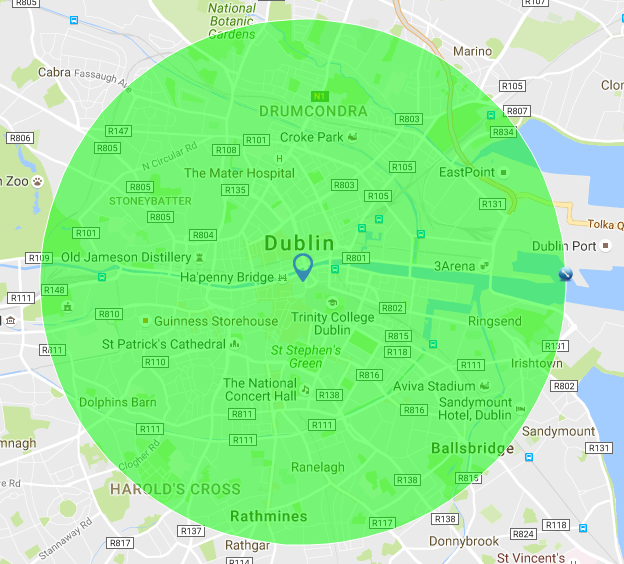 R805
R107
National
Botanic
Gardens
Marino
Cabra
Fassaugh Ave
R105
Clon
N1
DRUMCONDRA
R807
R147
R803
R834
R806
R101
Croke Park
R805
R108
N Circular Rd
R105
The Mater Hospital
H
EastPoint
n Zoo
R805
R135
R803
R105
STONEYBATTER
R131
R805
Tolka Q
R101
R804
Dublin
Dublin Port
R109
Old Jameson Distillery
R801
3Arena
Ha'penny Bridge
R148
R111
R810
Guinness Storehouse
Trinity College
Dublin
R802
Ringsend
R815
St Patrick's Cathedral
R811
St Stephen's
Green
R118
R131
R110
R111
Irishtown
R816
The National
Concert Hall
Aviva Stadium
R802
R138
Dolphins Barn
R811
R816
Sandymount
Hotel, Dublin
R111
R111
R111
Sandymount
mnagh
Clogher Rd
Ballsbridge
R131
Ranelagh
re Rd
R138
R815
HAROLD'S CROSS
Rathmines
R117
R138
R118
Stannaway Rd
R137
R824
R817
Rathgar
Donnybrook
R114
St Vincent's